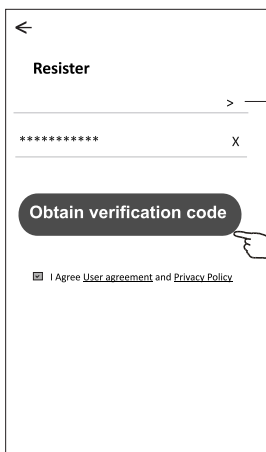 Resister
>
*********** X
Obtain verification code
I Agree User agreement and Privacy Policy